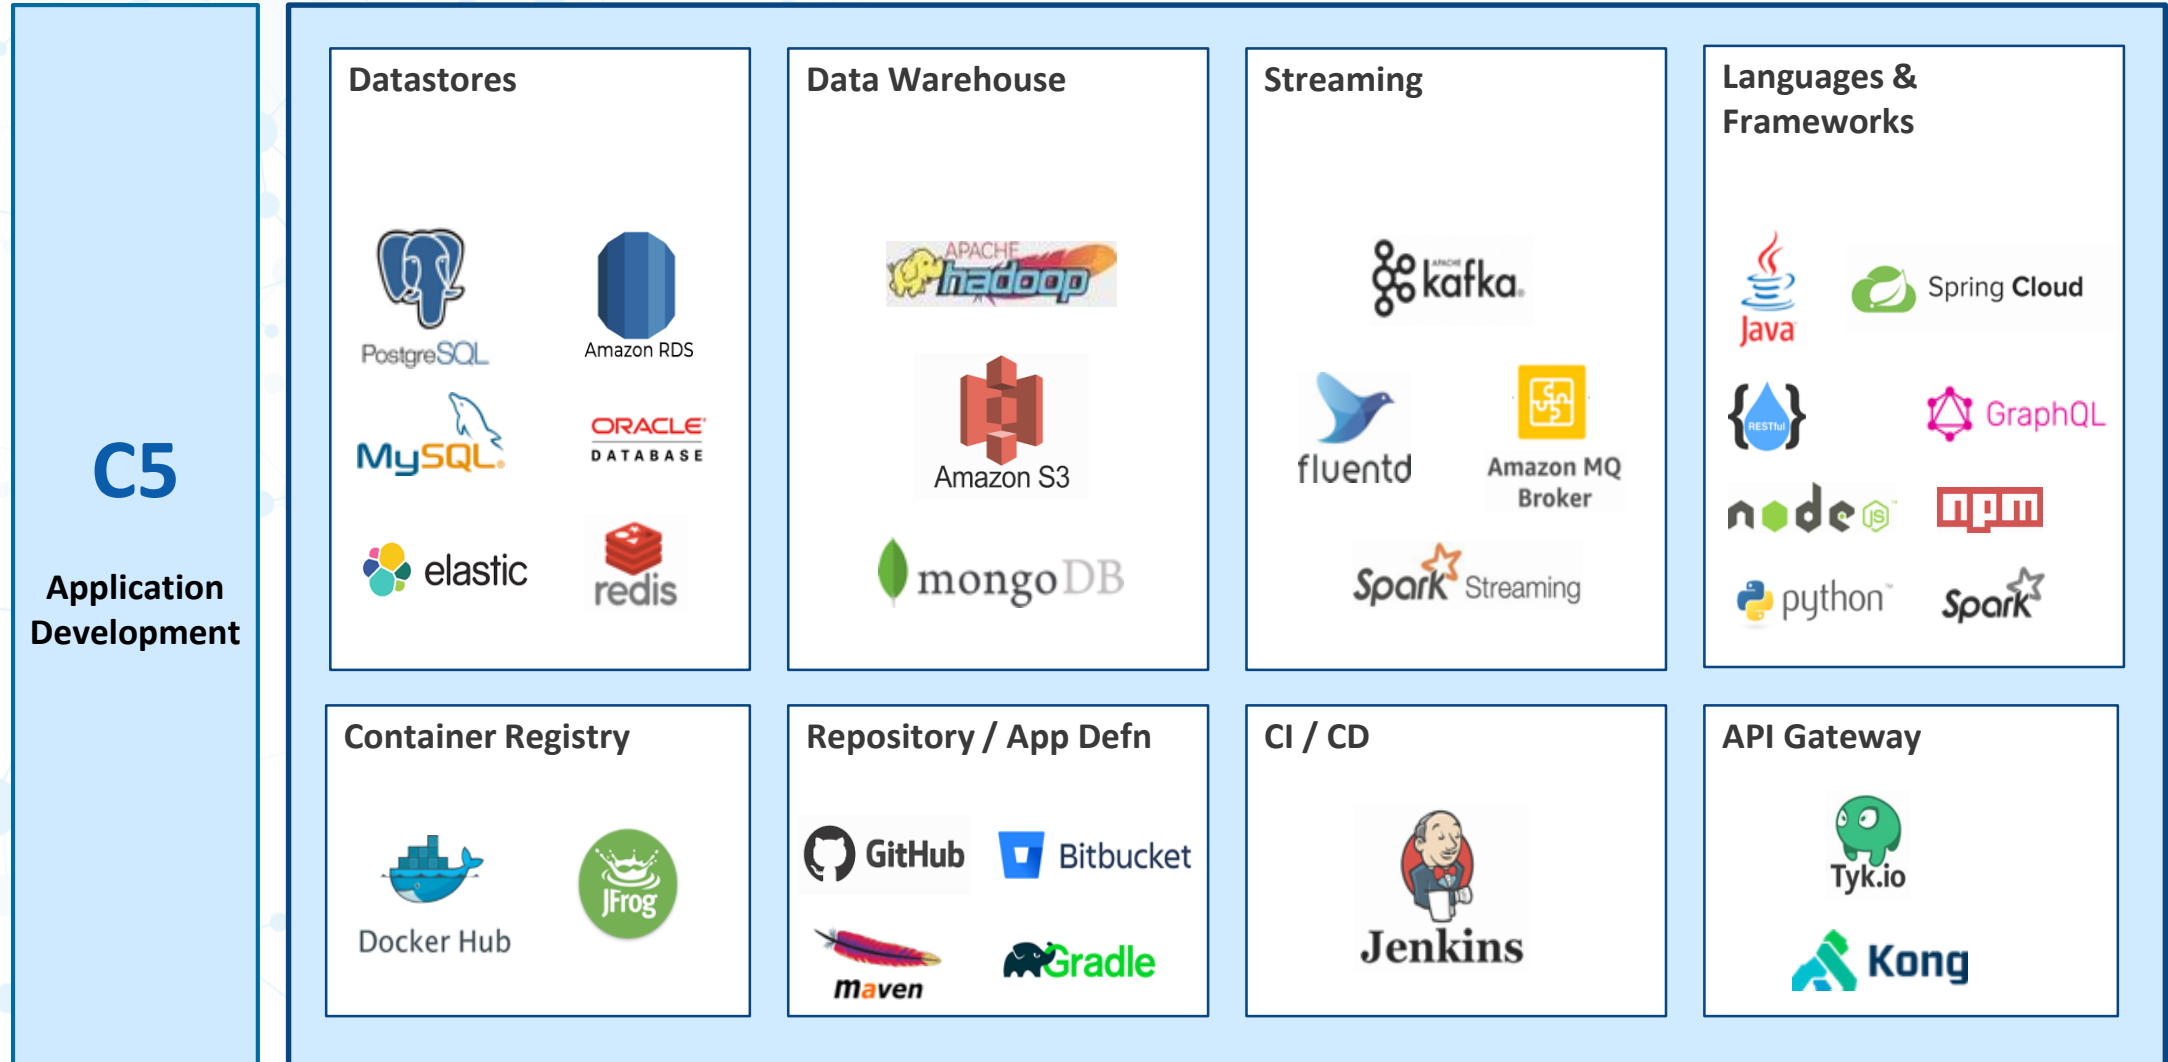 C5
Application
Development
Datastores
PostgreSQL
Amazon RDS
MySQL
ORACLE
DATABASE
elastic
redis
Data Warehouse
APACHE
hadoop
Amazon S3
mongoDB
Streaming
APACHE
kafka
fluentd
Amazon MQ
Broker
Spark Streaming
Languages &
Frameworks
Java
Spring Cloud
{RESTful}
GraphQL
node JS
npm
python
Spark
Container Registry
Docker Hub
JFrog
Repository / App Defn
GitHub
Bitbucket
maven
Gradle
CI / CD
Jenkins
API Gateway
Tyk.io
Kong